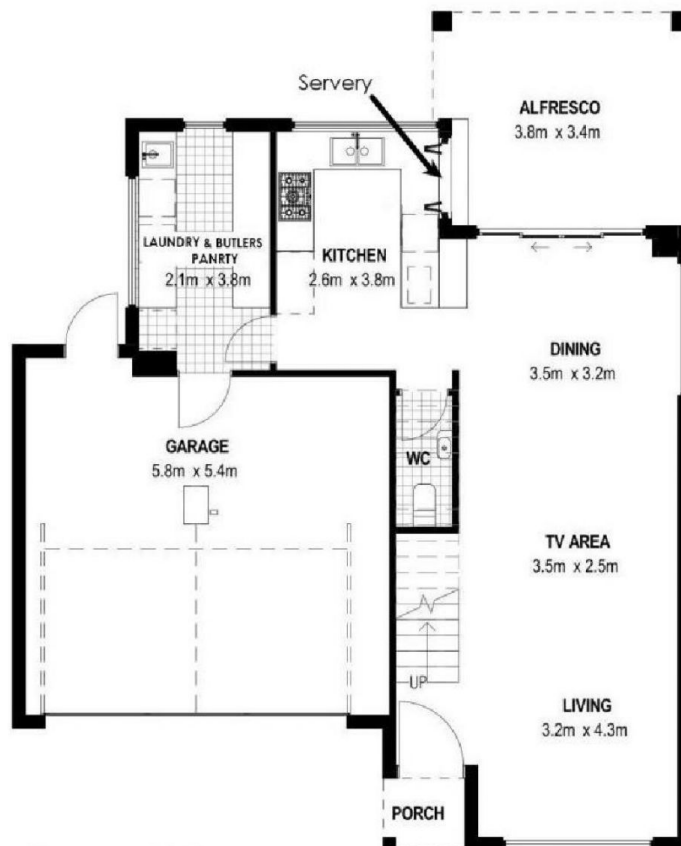 Servery
ALFRESCO
3.8m x 3.4m
LAUNDRY & BUTLERS
PANRTY
2.1m x 3.8m
KITCHEN
2.6m x 3.8m
DINING
3.5m x 3.2m
GARAGE
5.8m x 5.4m
WC
TV AREA
3.5m x 2.5m
UP
LIVING
3.2m x 4.3m
PORCH